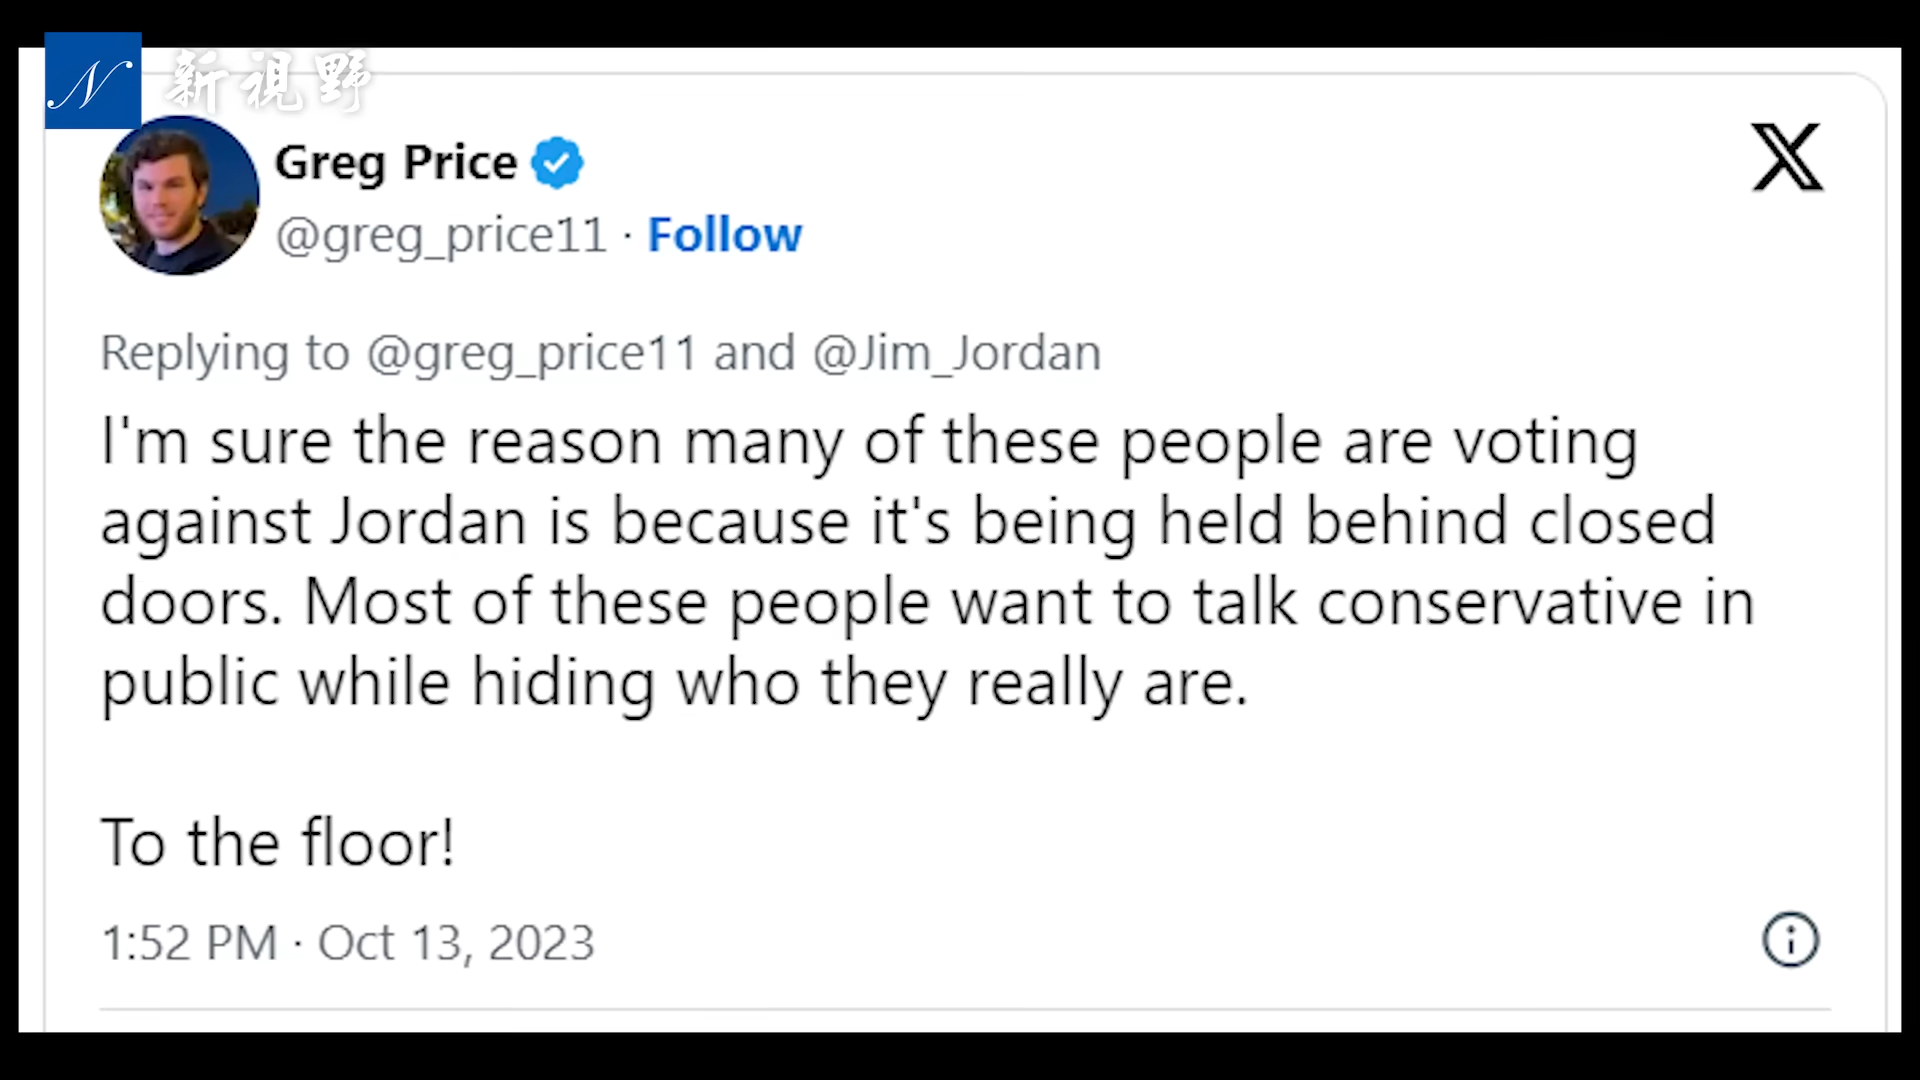 N 新視野
Greg Price
@greg_price11 · Follow
Replying to @greg_price11 and @Jim_Jordan
I'm sure the reason many of these people are voting
against Jordan is because it's being held behind closed
doors. Most of these people want to talk conservative in
public while hiding who they really are.
To the floor!
1:52 PM · Oct 13, 2023